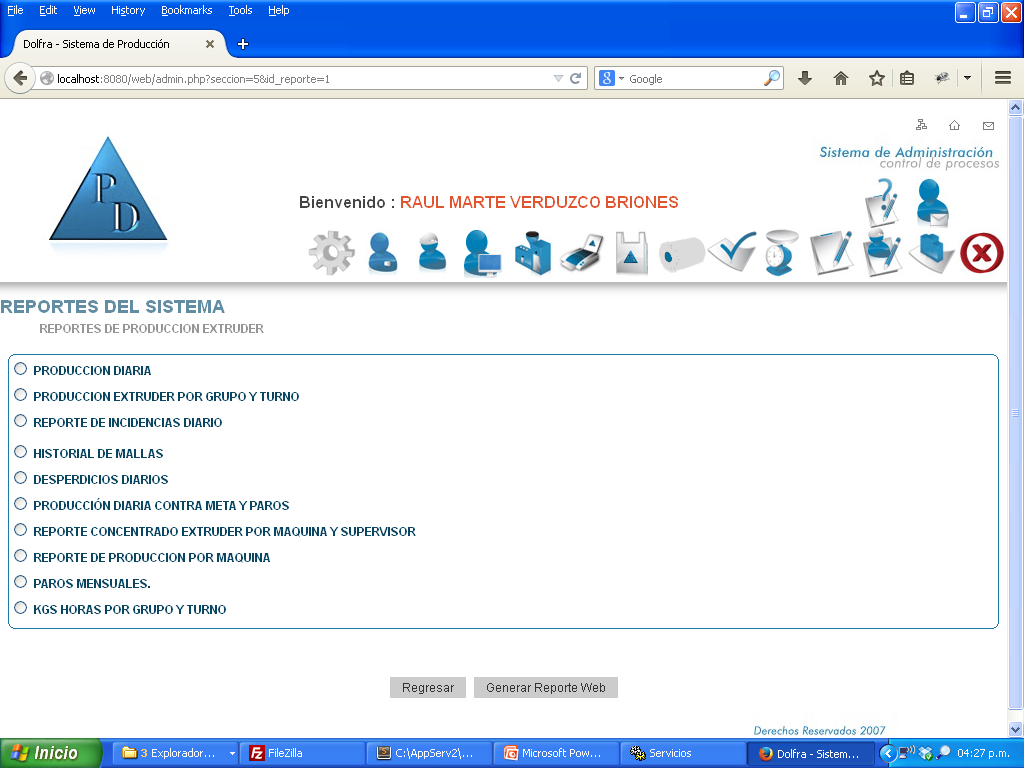 File Edit View History Bookmarks Tools Help
Dolfra - Sistema de Producción
localhost:8080/web/admin.php?seccion=5&id_reporte=1
8 Google
Sistema de Administración
control de procesos
P
D
Bienvenido : RAUL MARTE VERDUZCO BRIONES
REPORTES DEL SISTEMA
REPORTES DE PRODUCCION EXTRUDER
PRODUCCION DIARIA
PRODUCCION EXTRUDER POR GRUPO Y TURNO
REPORTE DE INCIDENCIAS DIARIO
HISTORIAL DE MALLAS
DESPERDICIOS DIARIOS
PRODUCCIÓN DIARIA CONTRA META Y PAROS
REPORTE CONCENTRADO EXTRUDER POR MAQUINA Y SUPERVISOR
REPORTE DE PRODUCCION POR MAQUINA
PAROS MENSUALES.
KGS HORAS POR GRUPO Y TURNO
Regresar Generar Reporte Web
Derechos Reservados 2007
Inicio 3 Explorador... FileZilla C:\AppServ2\... Microsoft Pow... Servicios Dolfra - Sistem... 04:27 p.m.